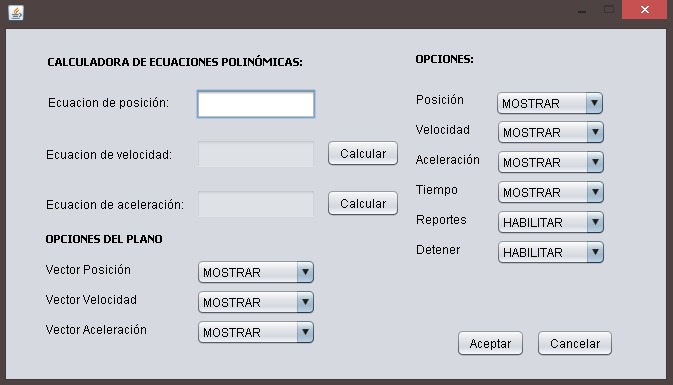 CALCULADORA DE ECUACIONES POLINÓMICAS:
Ecuacion de posición:
Ecuacion de velocidad: Calcular
Ecuacion de aceleración: Calcular
OPCIONES DEL PLANO
Vector Posición MOSTRAR
Vector Velocidad MOSTRAR
Vector Aceleración MOSTRAR
OPCIONES:
Posición MOSTRAR
Velocidad MOSTRAR
Aceleración MOSTRAR
Tiempo MOSTRAR
Reportes HABILITAR
Detener HABILITAR
Aceptar Cancelar